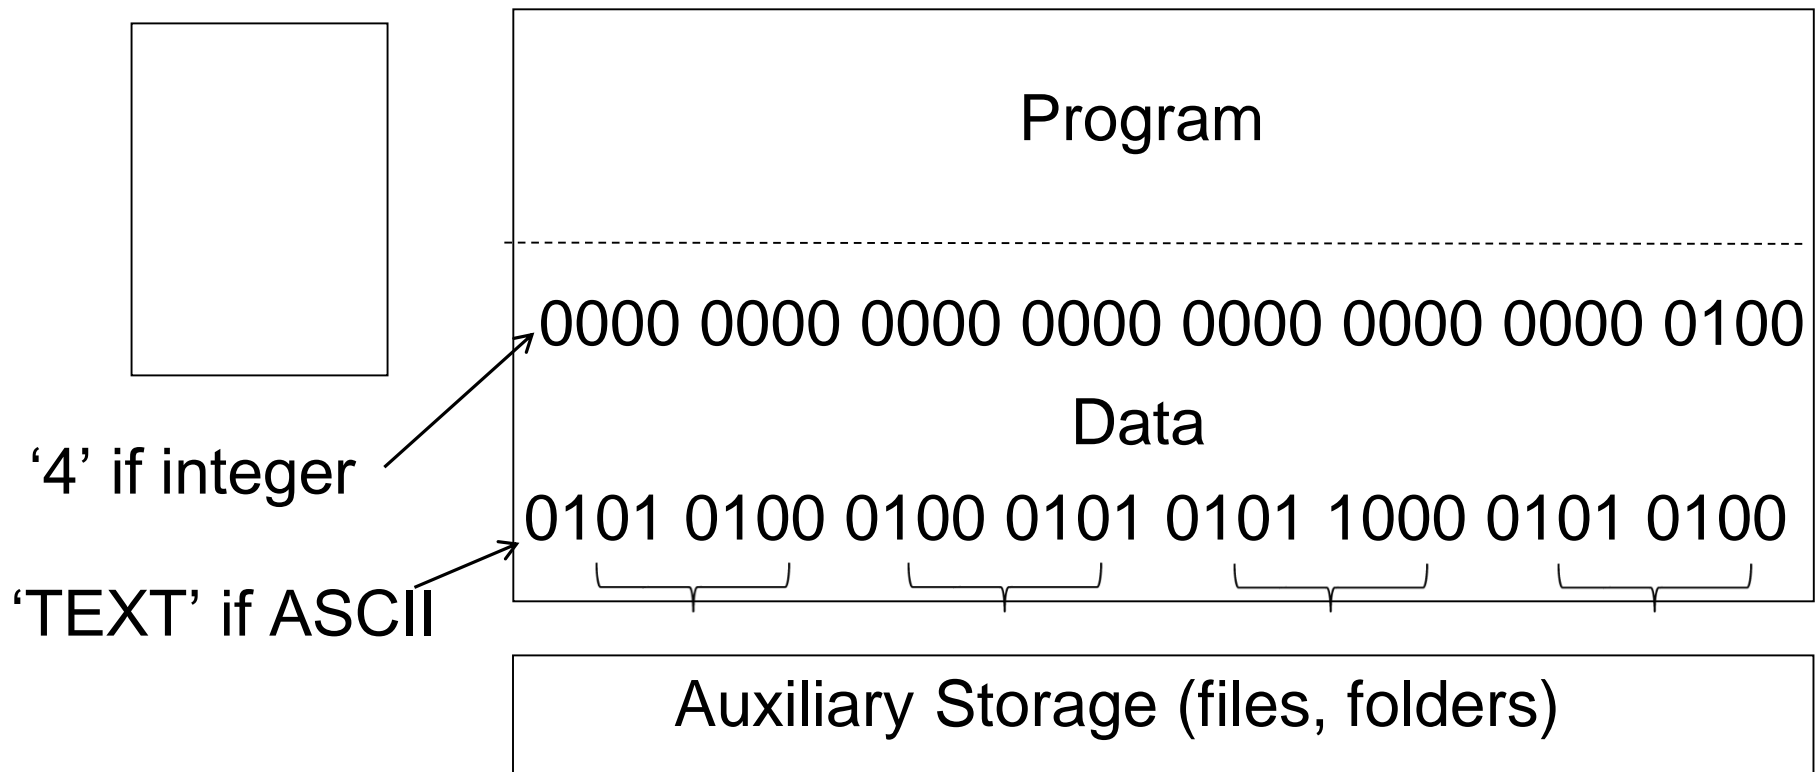 Program
0000 0000 0000 0000 0000 0000 0000 0100
Data
‘4’ if integer
0101 0100 0100 0101 0101 1000 0101 0100
‘TEXT’ if ASCII
Auxiliary Storage (files, folders)